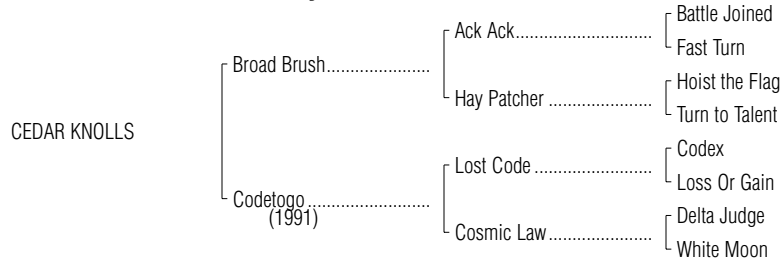 Battle Joined
Ack Ack
Fast Turn
Broad Brush
Hoist the Flag
Hay Patcher
Turn to Talent
CEDAR KNOLLS
Codex
Lost Code
Loss Or Gain
Codetogo
(1991)
Delta Judge
Cosmic Law
White Moon